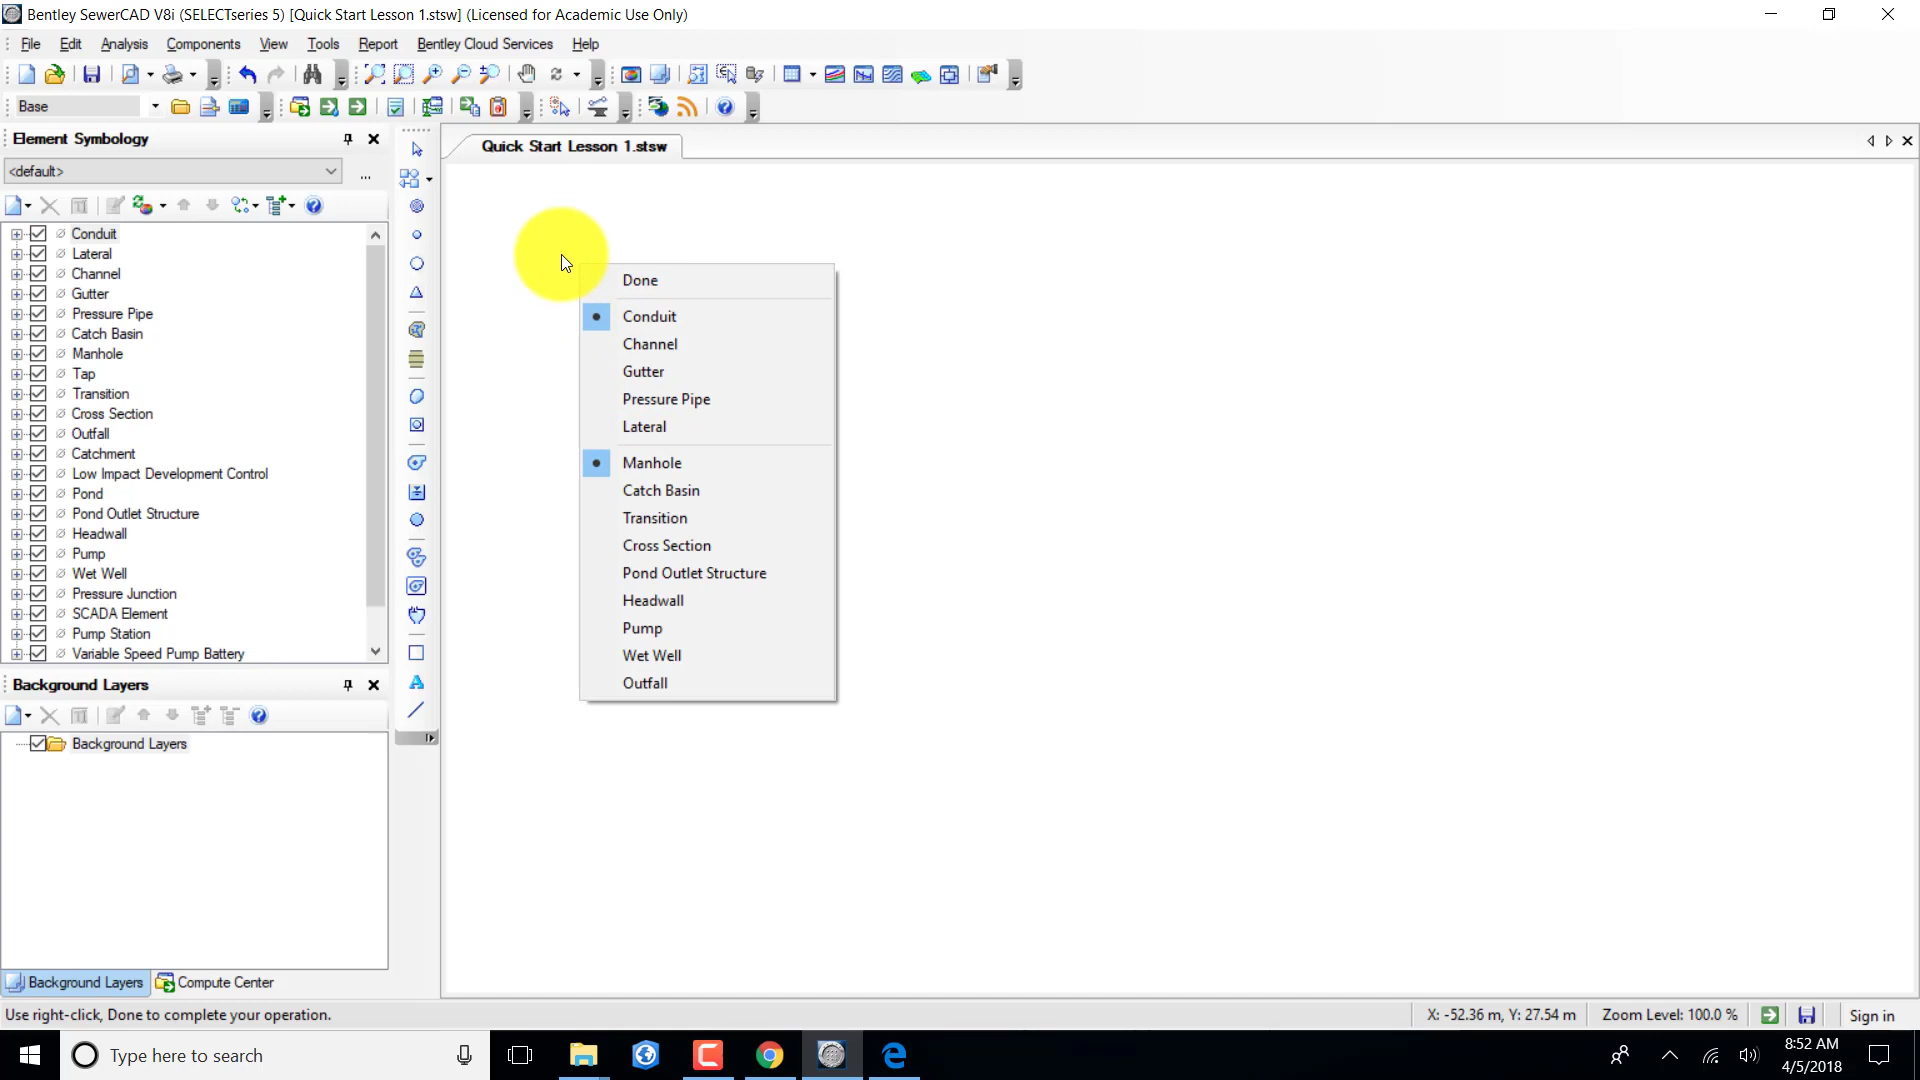 Bentley SewerCAD V8i (SELECTseries 5) [Quick Start Lesson 1.stsw] (Licensed for Academic Use Only)
File Edit Analysis Components View Tools Report Bentley Cloud Services Help
Base
Element Symbology
<default>
...
Conduit
Lateral
Channel
Gutter
Pressure Pipe
Catch Basin
Manhole
Tap
Transition
Cross Section
Outfall
Catchment
Low Impact Development Control
Pond
Pond Outlet Structure
Headwall
Pump
Wet Well
Pressure Junction
SCADA Element
Pump Station
Variable Speed Pump Battery
Background Layers
Background Layers
Background Layers Compute Center
Quick Start Lesson 1.stsw
Done
Conduit
Channel
Gutter
Pressure Pipe
Lateral
Manhole
Catch Basin
Transition
Cross Section
Pond Outlet Structure
Headwall
Pump
Wet Well
Outfall
Use right-click, Done to complete your operation.
X: -52.36 m, Y: 27.54 m
Zoom Level: 100.0 %
Sign in
Type here to search
8:52 AM
4/5/2018